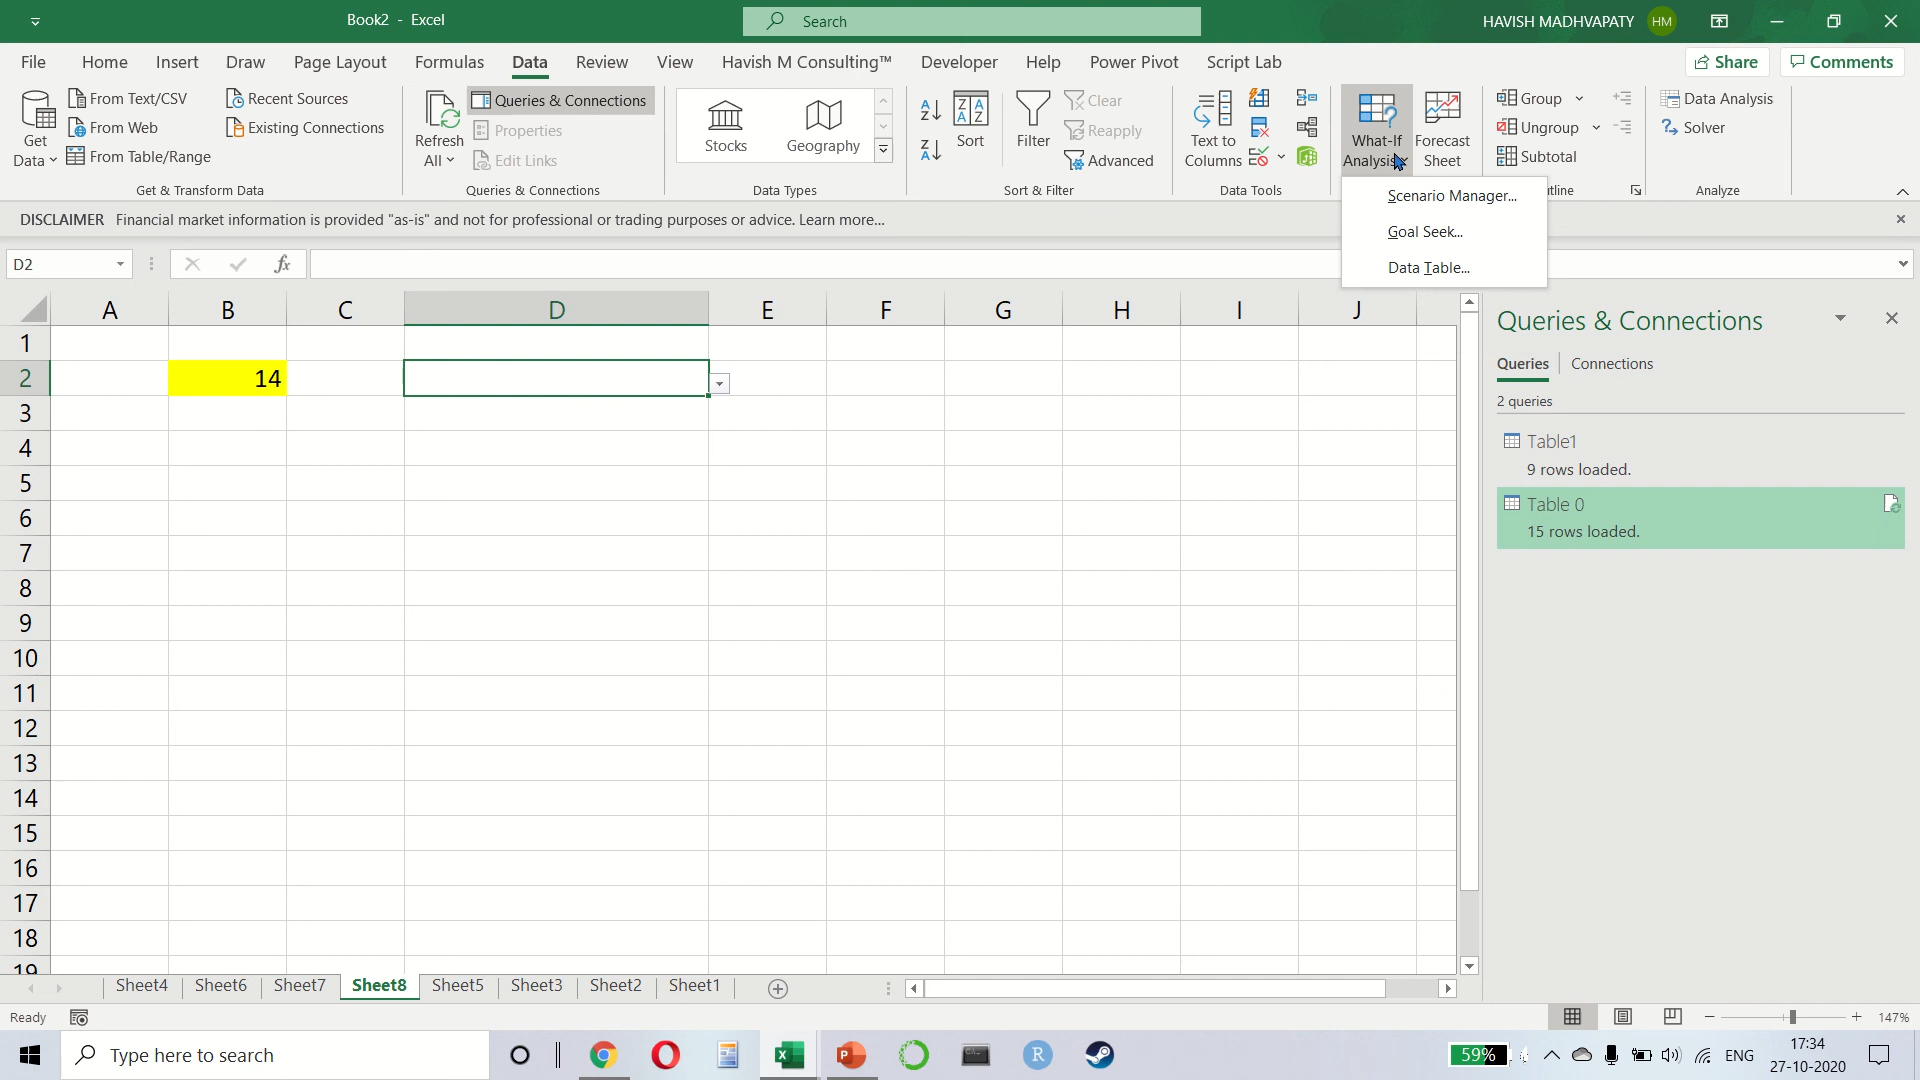 Book2 - Excel
Search
HAVISH MADHVAPATY HM
File Home Insert Draw Page Layout Formulas Data Review View Havish M Consulting™ Developer Help Power Pivot Script Lab
Share Comments
Get Data
From Text/CSV
From Web
From Table/Range
Recent Sources
Existing Connections
Get & Transform Data
Refresh All
Queries & Connections
Properties
Edit Links
Queries & Connections
Stocks
Geography
Data Types
A Z
Z A
Z A
A Z
Sort
Filter
Clear
Reapply
Advanced
Sort & Filter
Text to Columns
Data Tools
What-If Analysis
Forecast Sheet
Scenario Manager...
Goal Seek...
Data Table...
Group
Ungroup
Subtotal
tline
Data Analysis
Solver
Analyze
DISCLAIMER Financial market information is provided "as-is" and not for professional or trading purposes or advice. Learn more...
D2
fx
A B C D E F G H I J
1
2 14
3
4
5
6
7
8
9
10
11
12
13
14
15
16
17
18
19
Queries & Connections
Queries Connections
2 queries
Table1
9 rows loaded.
Table 0
15 rows loaded.
Sheet4 Sheet6 Sheet7 Sheet8 Sheet5 Sheet3 Sheet2 Sheet1
Ready
147%
Type here to search
P
R
59%
ENG
17:34
27-10-2020